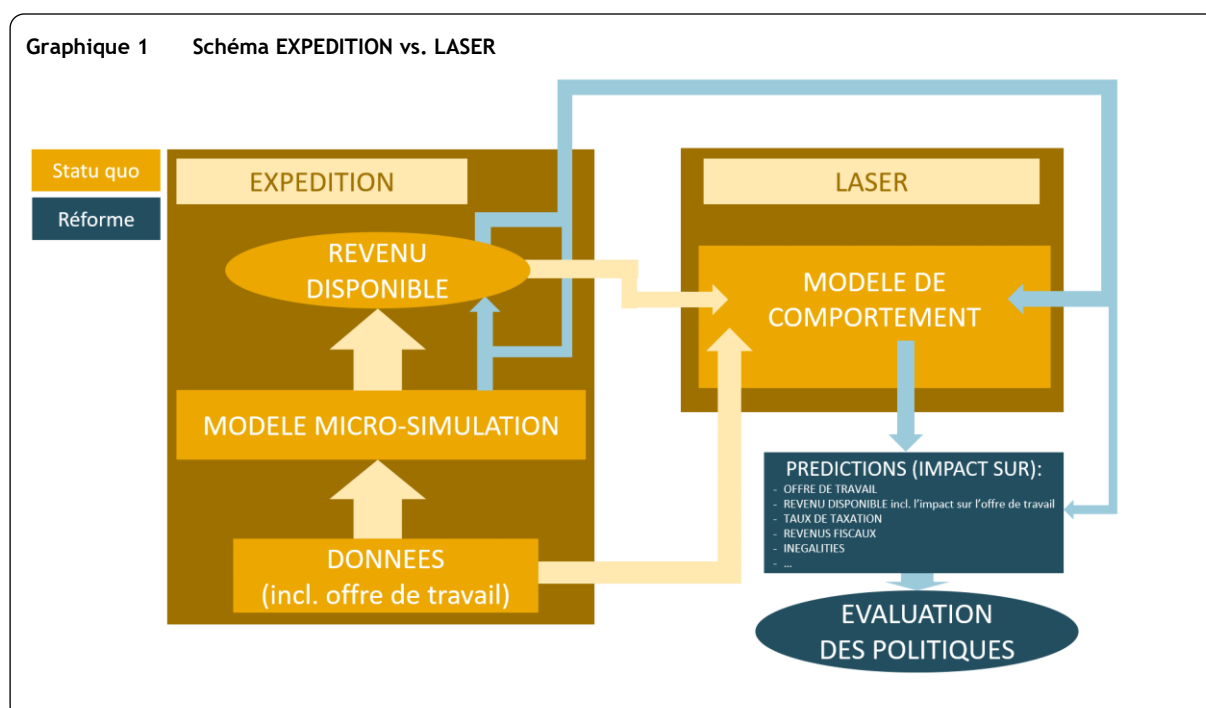 Graphique 1 Schéma EXPEDITION vs. LASER
Statu quo
Réforme
EXPEDITION
REVENU
DISPONIBLE
MODELE MICRO-SIMULATION
DONNEES
(incl. offre de travail)
LASER
MODELE DE
COMPORTEMENT
PREDICTIONS (IMPACT SUR):
- OFFRE DE TRAVAIL
- REVENU DISPONIBLE incl. l'impact sur l'offre de travail
- TAUX DE TAXATION
- REVENUS FISCAUX
- INEGALITIES
- ...
EVALUATION
DES POLITIQUES